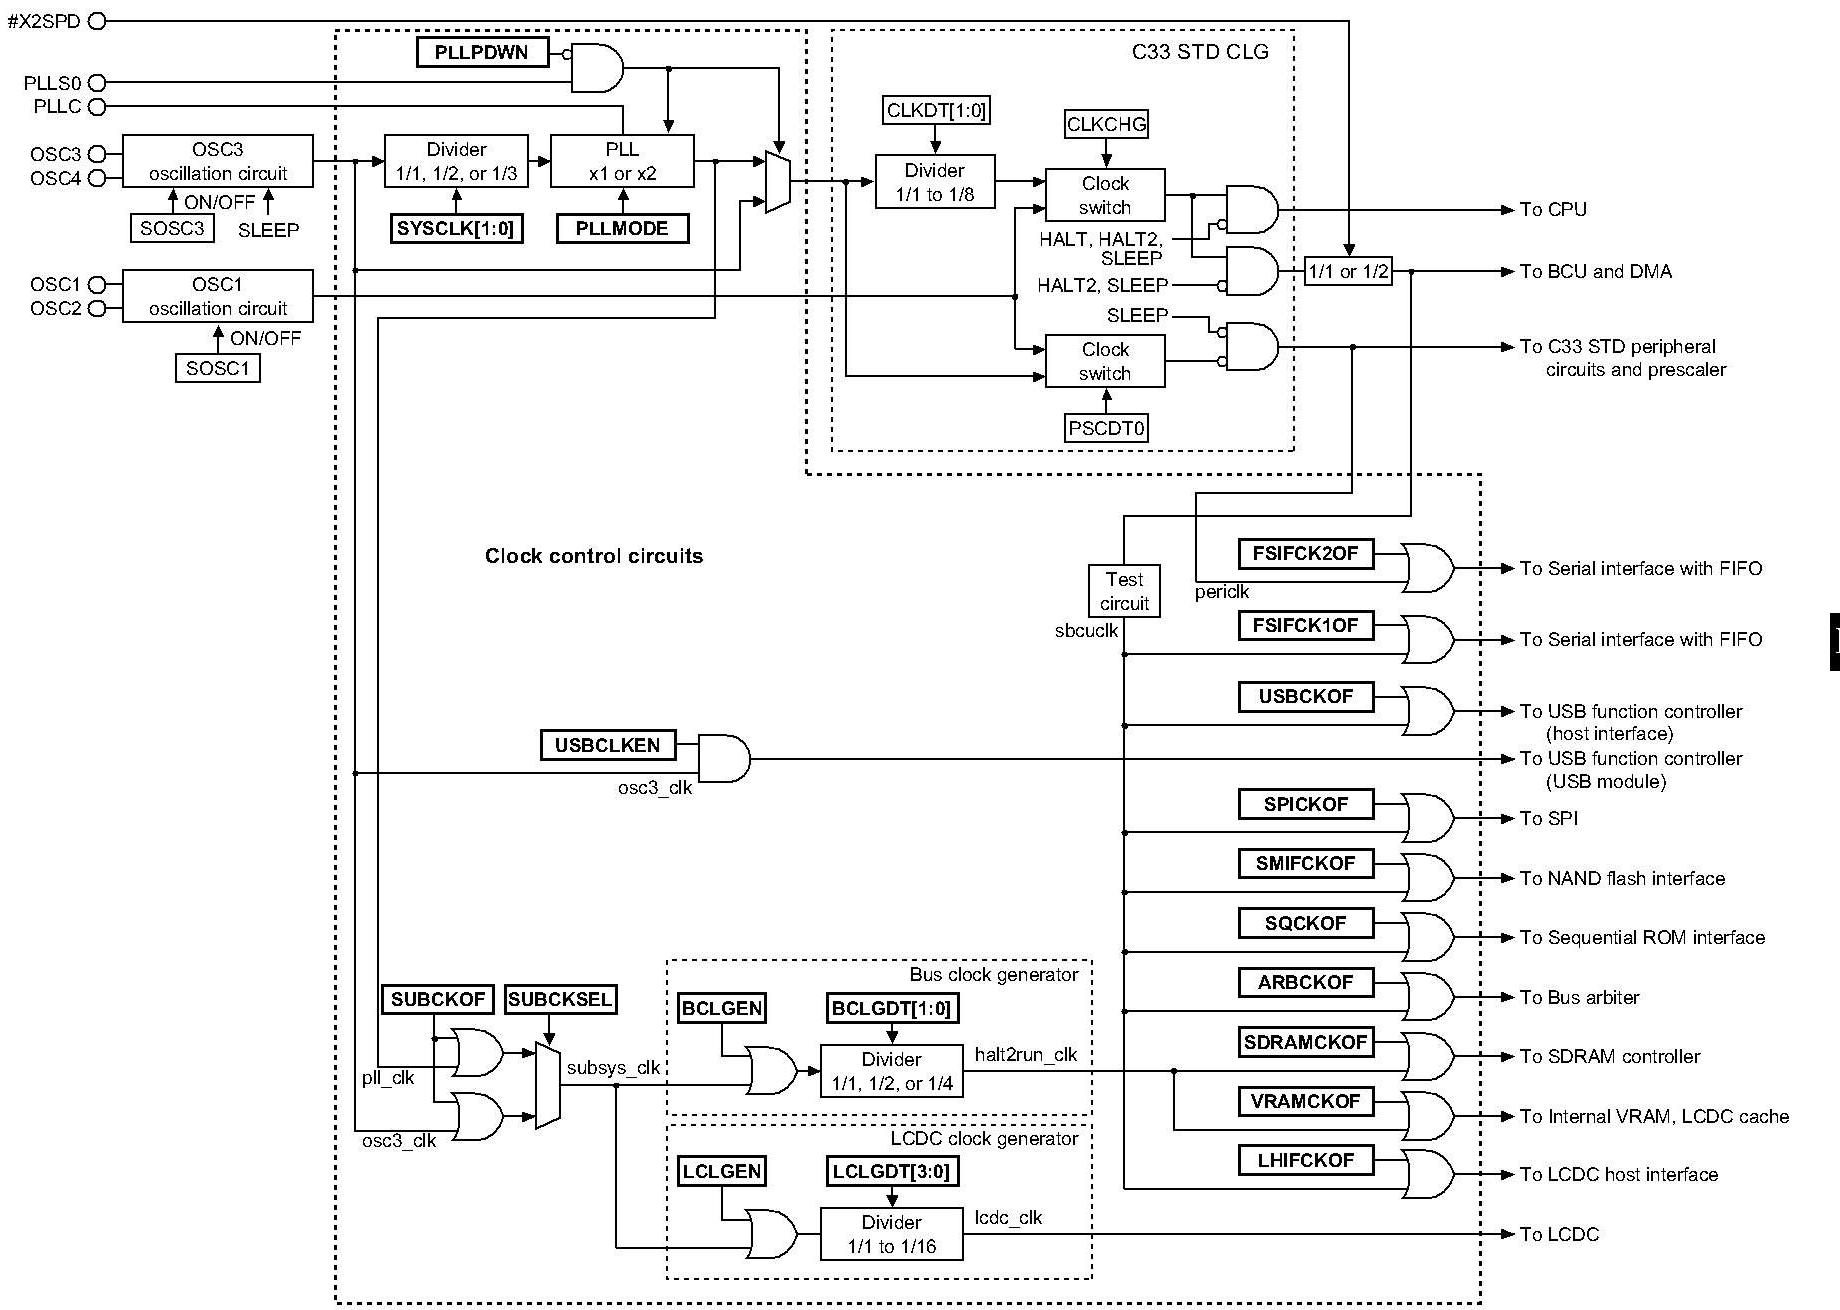 #X2SPD
PLLPDWN
C33 STD CLG
PLLS0
PLLC
CLKDT[1:0]
CLKCHG
OSC3
OSC4
OSC3
oscillation circuit
Divider
1/1, 1/2, or 1/3
PLL
x1 or x2
Divider
1/1 to 1/8
Clock
switch
ON/OFF
SOSC3
SLEEP
SYSCLK[1:0]
PLLMODE
To CPU
HALT, HALT2,
SLEEP
1/1 or 1/2
To BCU and DMA
OSC1
OSC2
OSC1
oscillation circuit
HALT2, SLEEP
SLEEP
ON/OFF
SOSC1
Clock
switch
To C33 STD peripheral
circuits and prescaler
PSCDT0
Clock control circuits
FSIFCK2OF
To Serial interface with FIFO
Test
circuit
periclk
sbcuclk
FSIFCK1OF
To Serial interface with FIFO
USBCKOF
To USB function controller
(host interface)
USBCLKEN
osc3_clk
To USB function controller
(USB module)
SPICKOF
To SPI
SMIFCKOF
To NAND flash interface
SQCKOF
To Sequential ROM interface
Bus clock generator
ARBCKOF
To Bus arbiter
SUBCKOF
SUBCKSEL
BCLGEN
BCLGDT[1:0]
SDRAMCKOF
To SDRAM controller
pll_clk
subsys_clk
Divider
1/1, 1/2, or 1/4
halt2run_clk
VRAMCKOF
To Internal VRAM, LCDC cache
osc3_clk
LCDC clock generator
LCLGEN
LCLGDT[3:0]
LHIFCKOF
To LCDC host interface
Divider
1/1 to 1/16
lcdc_clk
To LCDC